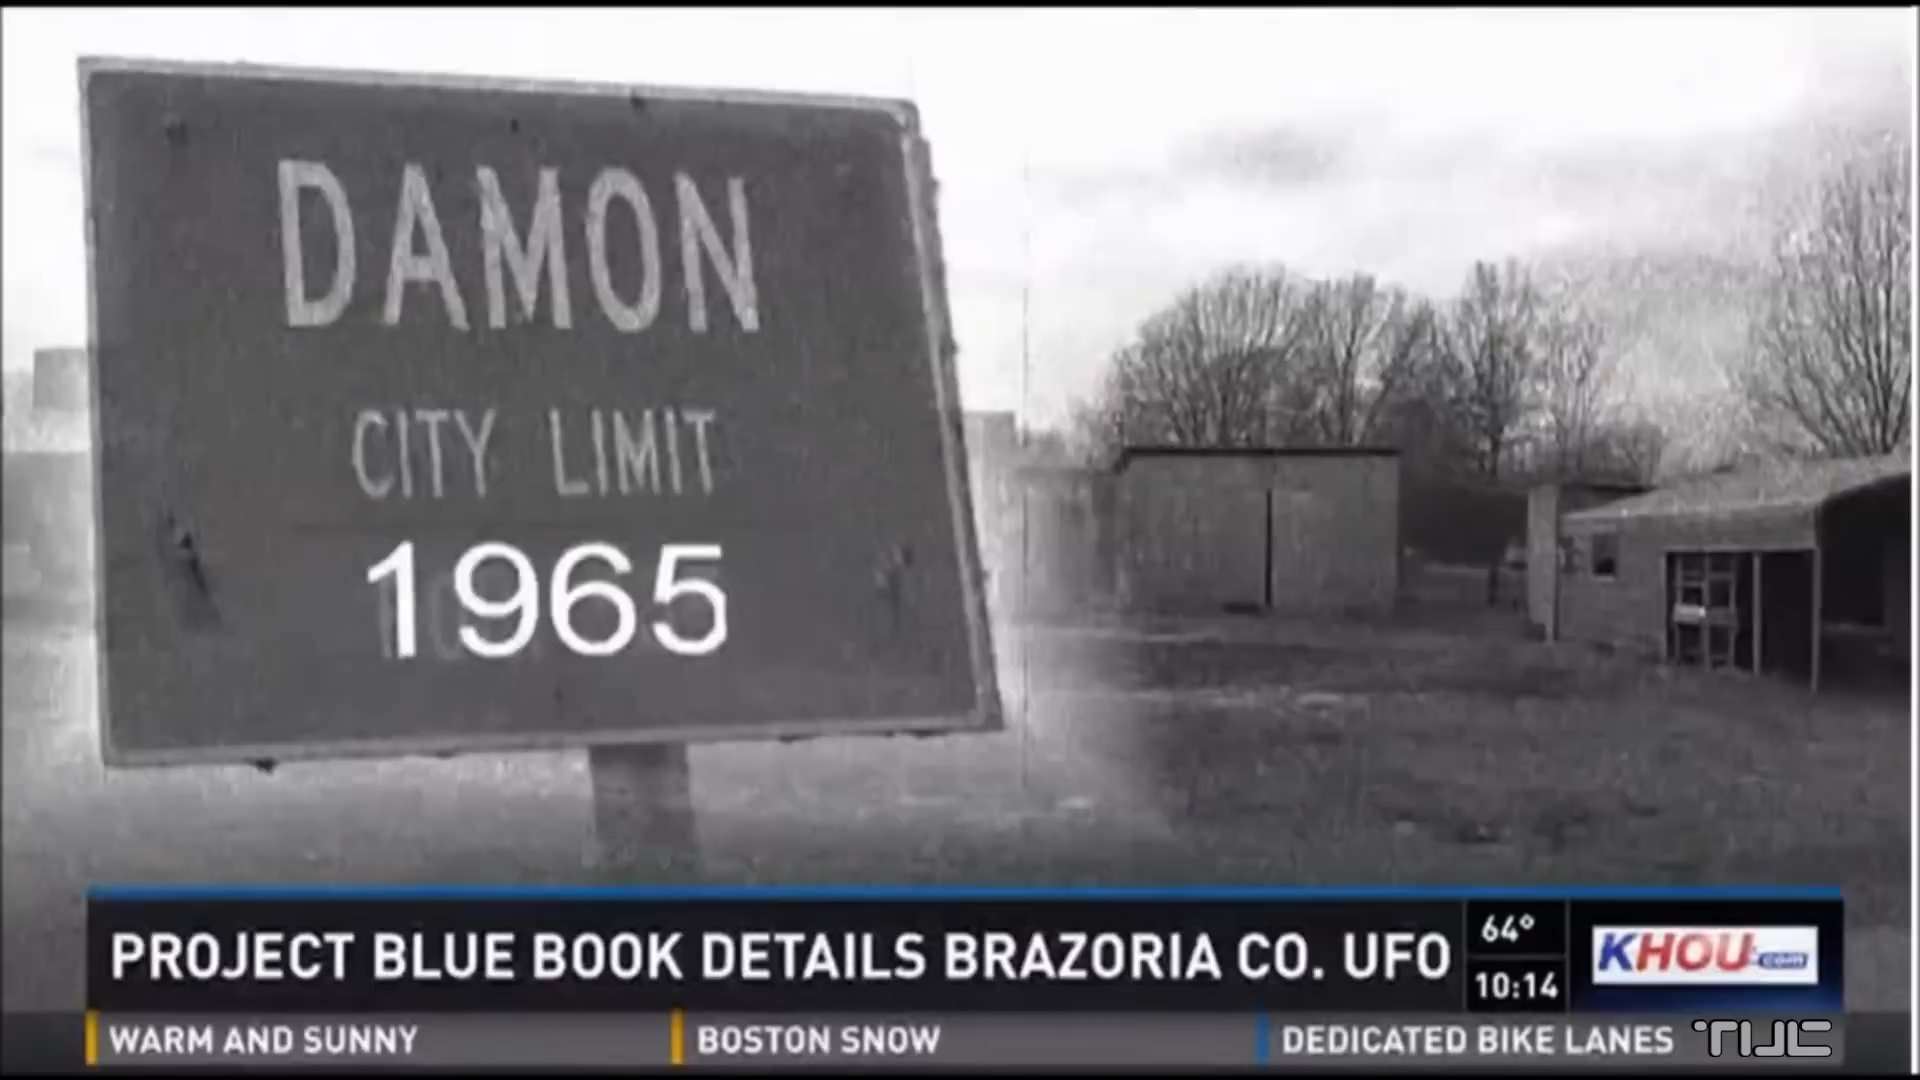 DAMON
CITY LIMIT
1965
PROJECT BLUE BOOK DETAILS BRAZORIA CO. UFO
64°
10:14
KHOU.com
WARM AND SUNNY
BOSTON SNOW
DEDICATED BIKE LANES